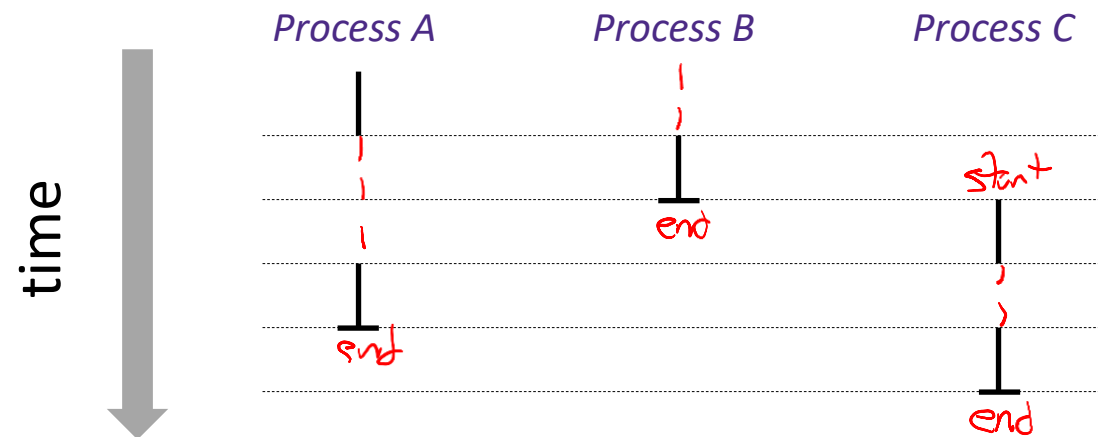 Process A Process B Process C
time
start
end
end
end